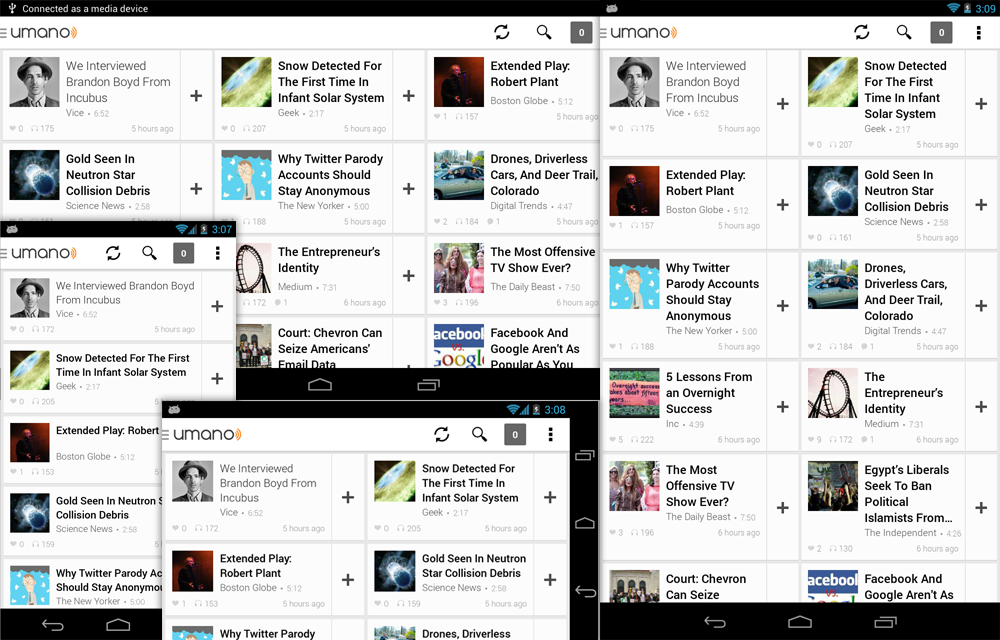 Connected as a media device
umano
0
We Interviewed
Brandon Boyd From
Incubus
Vice • 6:52
0 175
5 hours ago
Snow Detected For
The First Time In
Infant Solar System
Geek • 2:17
0 207
5 hours ago
Extended Play:
Robert Plant
Boston Globe • 5:12
1 157
5 hours ago
Gold Seen In
Neutron Star
Collision Debris
Science News • 2:58
Why Twitter Parody
Accounts Should
Stay Anonymous
The New Yorker • 5:00
188
5 hours ago
Drones, Driverless
Cars, And Deer Trail,
Colorado
Digital Trends • 4:47
2 184 1
5 hours ago
The Entrepreneur's
Identity
Medium • 7:31
172 1
6 hours ago
The Most Offensive
TV Show Ever?
The Daily Beast • 7:50
3 196
6 hours ago
Court: Chevron Can
Seize Americans'
Email Data
facebook
VS.
Google
Facebook And
Google Aren't As
Popular As You
3:07
umano
0
We Interviewed Brandon Boyd
From Incubus
Vice • 6:52
0 172
5 hours ago
Snow Detected For The First
Time In Infant Solar System
Geek • 2:17
0 205
Extended Play: Robert
Boston Globe • 5:12
1 153
Gold Seen In Neutron S
Collision Debris
Science News • 2:58
0 159
Why Twitter Parody Ac
Should Stay Anonymou
The New Yorker • 5:00
3:08
umano
0
We Interviewed
Brandon Boyd From
Incubus
Vice • 6:52
0 172
5 hours ago
Snow Detected For
The First Time In
Infant Solar System
Geek • 2:17
0 205
5 hours ago
Extended Play:
Robert Plant
Boston Globe • 5:12
1 153
5 hours ago
Gold Seen In Neutron
Star Collision Debris
Science News • 2:58
0 159
5 hours ago
Why Twitter Parody
Drones, Driverless
3:09
umano
0
We Interviewed
Brandon Boyd
From Incubus
Vice • 6:52
0 175
5 hours ago
Snow Detected
For The First
Time In Infant
Solar System
Geek • 2:17
0 207
5 hours ago
Extended Play:
Robert Plant
Boston Globe • 5:12
1 157
5 hours ago
Gold Seen In
Neutron Star
Collision Debris
Science News • 2:58
0 161
5 hours ago
Why Twitter
Parody Accounts
Should Stay
Anonymous
The New Yorker • 5:00
1 188
5 hours ago
Drones,
Driverless Cars,
And Deer Trail,
Colorado
Digital Trends • 4:47
2 184 1
5 hours ago
5 Lessons From
an Overnight
Success
Inc • 4:39
5 222
6 hours ago
The
Entrepreneur's
Identity
Medium • 7:31
9 172 1
6 hours ago
The Most
Offensive TV
Show Ever?
The Daily Beast • 7:50
3 196
6 hours ago
Egypt's Liberals
Seek To Ban
Political
Islamists From...
The Independent • 4:26
2 130
6 hours ago
Court: Chevron
Can Seize
facebook
VS.
Google
Facebook And
Google Aren't As